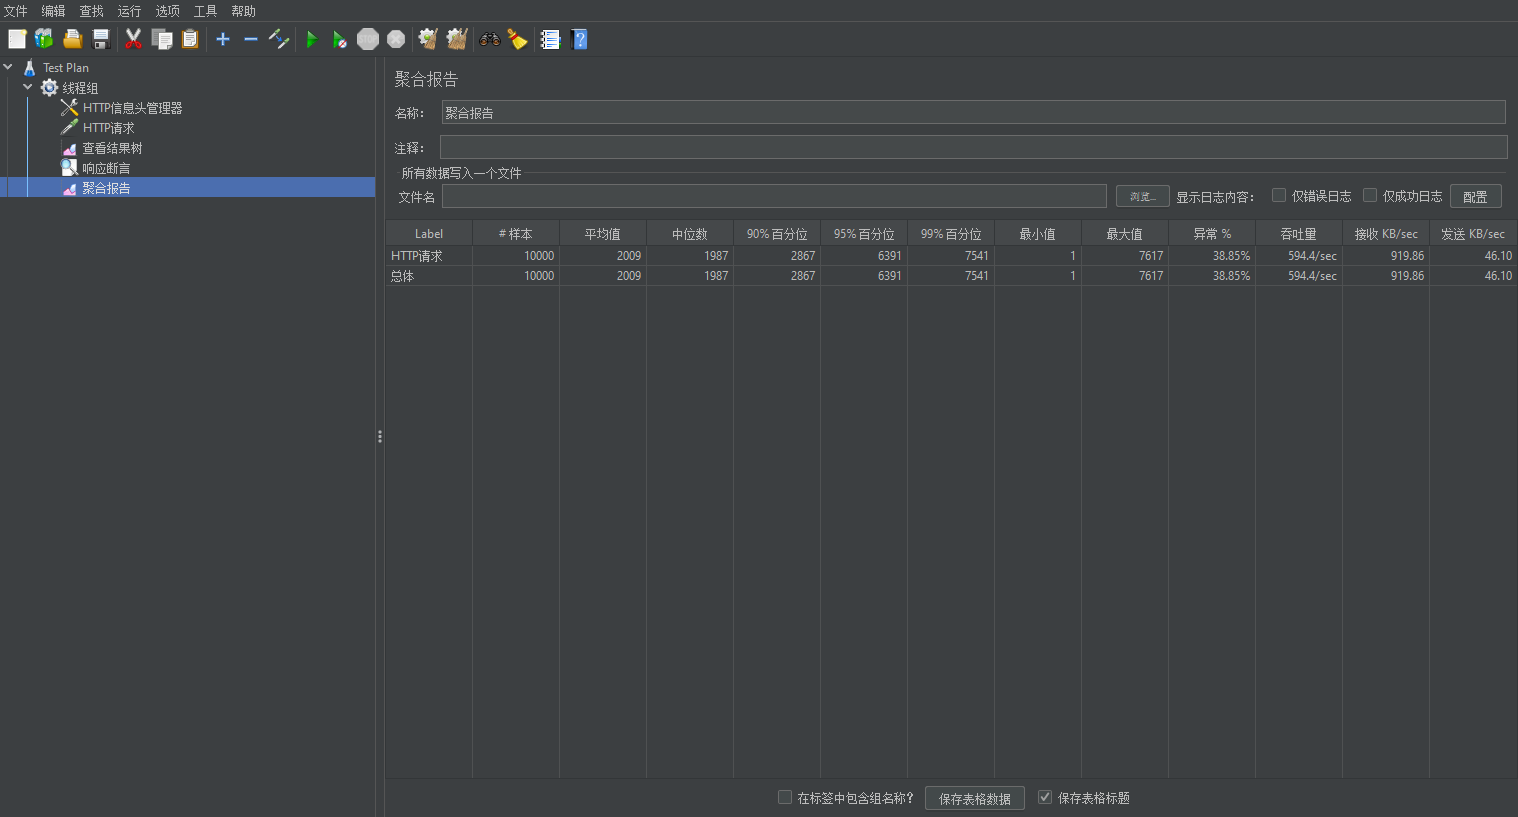 文件 编辑 查找 运行 选项 工具 帮助
Test Plan
线程组
HTTP信息头管理器
HTTP请求
查看结果树
响应断言
聚合报告
聚合报告
名称： 聚合报告
注释：
所有数据写入一个文件
文件名 浏览... 显示日志内容： 仅错误日志 仅成功日志 配置
Label # 样本 平均值 中位数 90% 百分位 95% 百分位 99% 百分位 最小值 最大值 异常 % 吞吐量 接收 KB/sec 发送 KB/sec
HTTP请求 10000 2009 1987 2867 6391 7541 1 7617 38.85% 594.4/sec 919.86 46.10
总体 10000 2009 1987 2867 6391 7541 1 7617 38.85% 594.4/sec 919.86 46.10
在标签中包含组名称？ 保存表格数据 保存表格标题